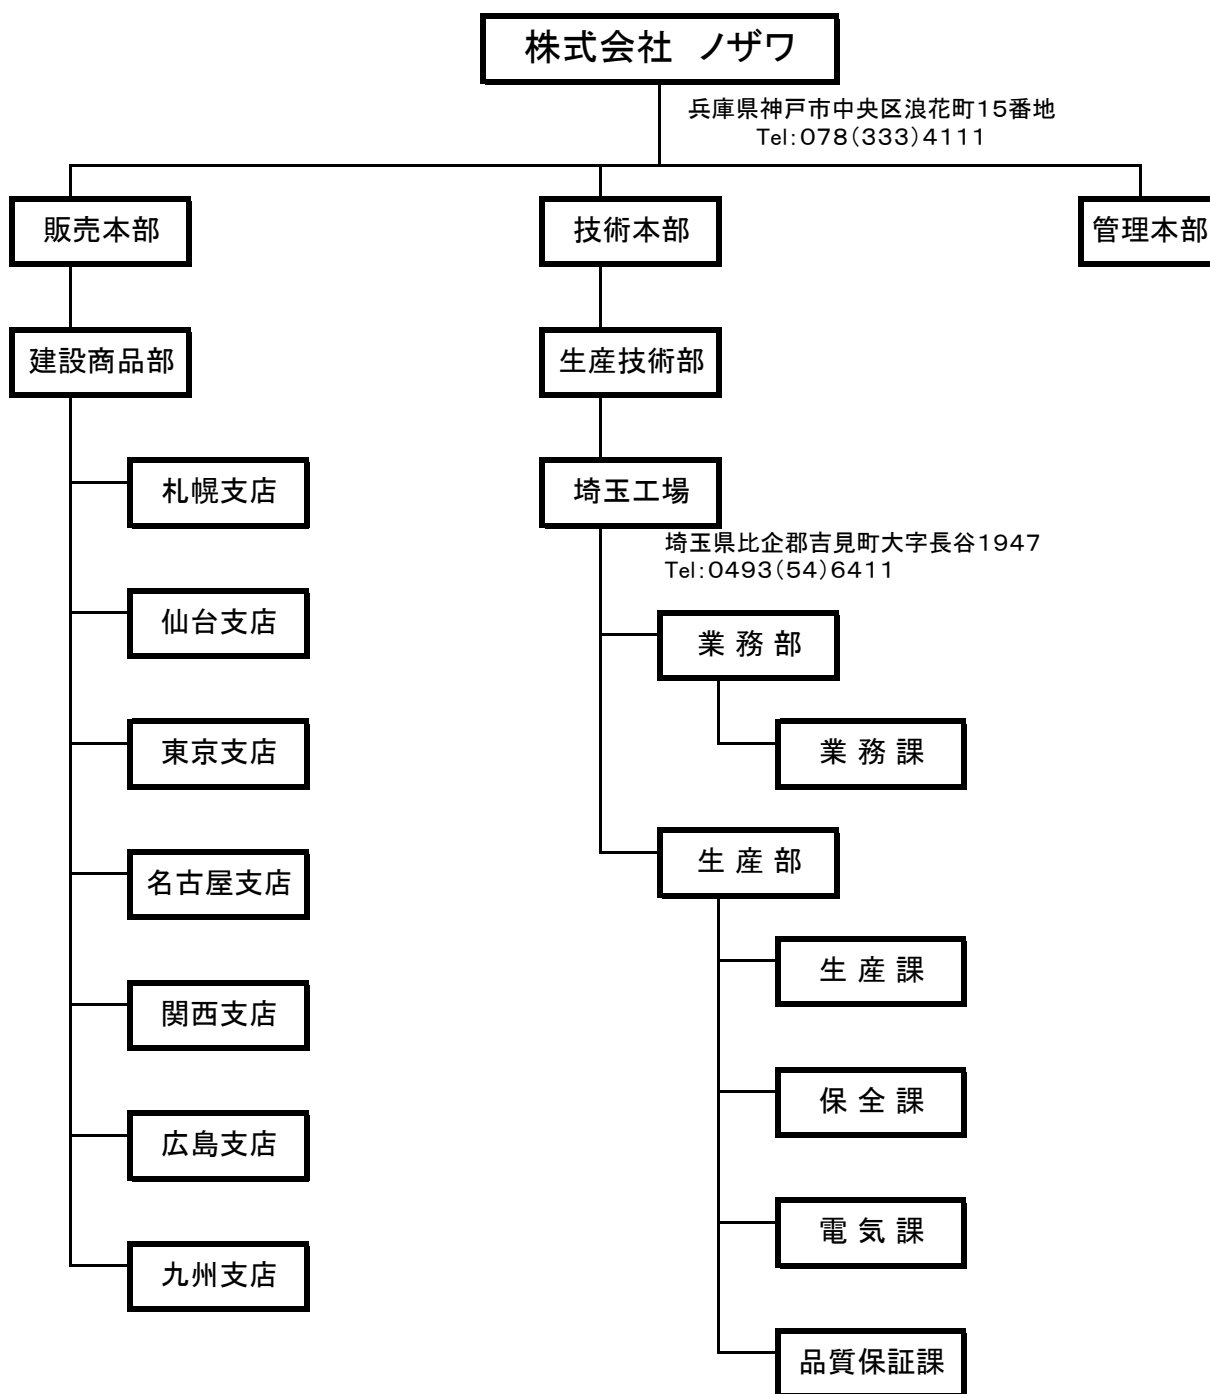 株式会社　ノザワ
兵庫県神戸市中央区浪花町15番地
Tel：078（333）4111
販売本部
技術本部
管理本部
建設商品部
生産技術部
札幌支店
埼玉工場
埼玉県比企郡吉見町大字長谷1947
Tel：0493（54）6411
仙台支店
業 務 部
東京支店
業 務 課
名古屋支店
生 産 部
関西支店
生 産 課
広島支店
保 全 課
九州支店
電 気 課
品質保証課